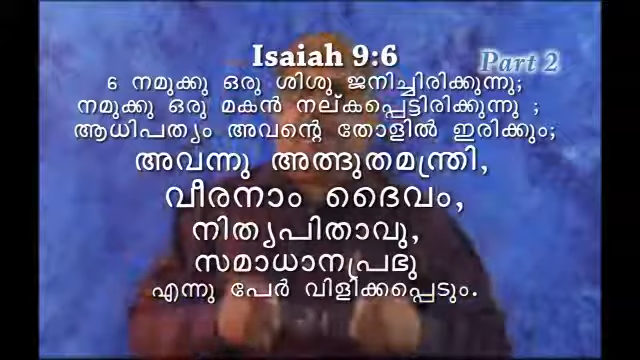 Isaiah 9:6
Part 2
6 നമുക്കു ഒരു ശിശു ജനിച്ചിരിക്കുന്നു;
നമുക്കു ഒരു മകൻ നല്കപ്പെട്ടിരിക്കുന്നു ;
ആധിപത്യം അവന്റെ തോളിൽ ഇരിക്കും;
അവന്നു അത്ഭുതമന്ത്രി,
വീരനാം ദൈവം,
നിത്യപിതാവു,
സമാധാനപ്രഭു
എന്നു പേർ വിളിക്കപ്പെടും.